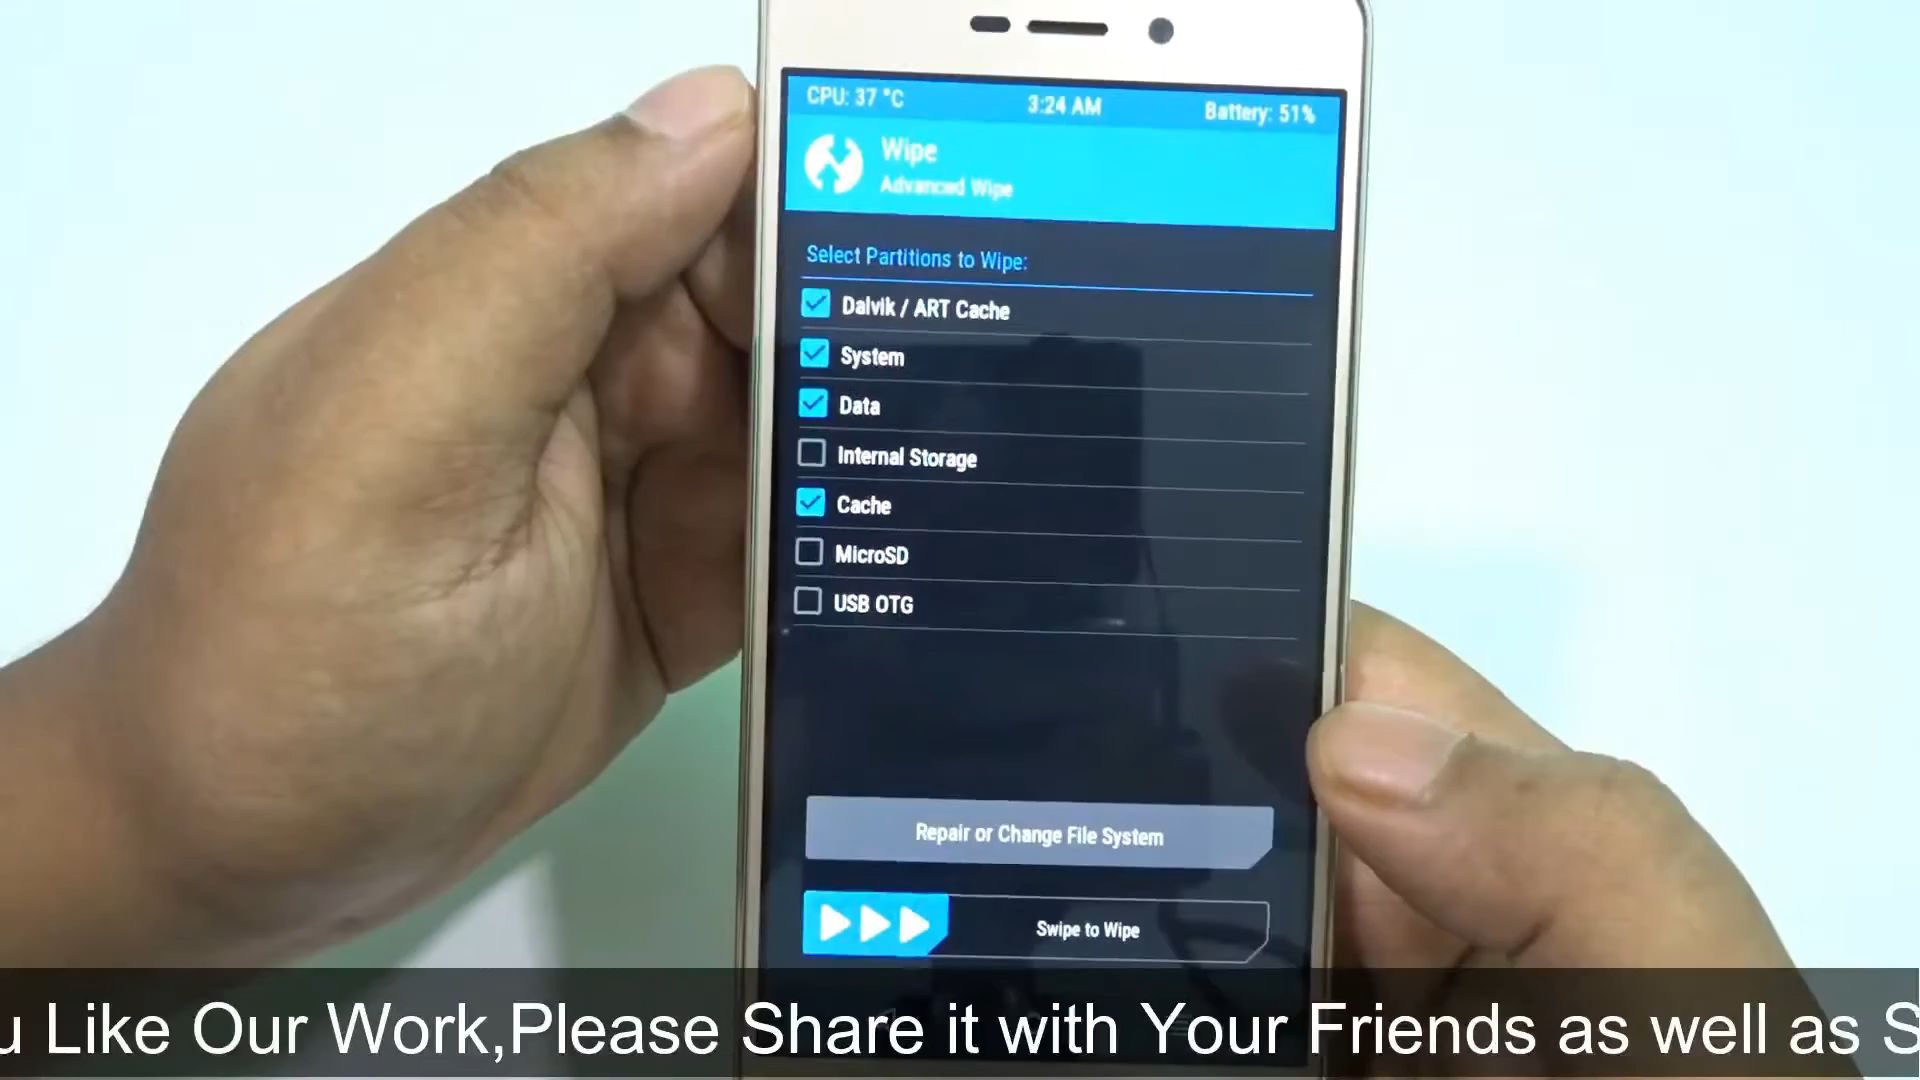 CPU: 37 °C 3:24 AM Battery: 51%
Wipe
Advanced Wipe
Select Partitions to Wipe:
Dalvik / ART Cache
System
Data
Internal Storage
Cache
MicroSD
USB OTG
Repair or Change File System
Swipe to Wipe
u Like Our Work,Please Share it with Your Friends as well as S